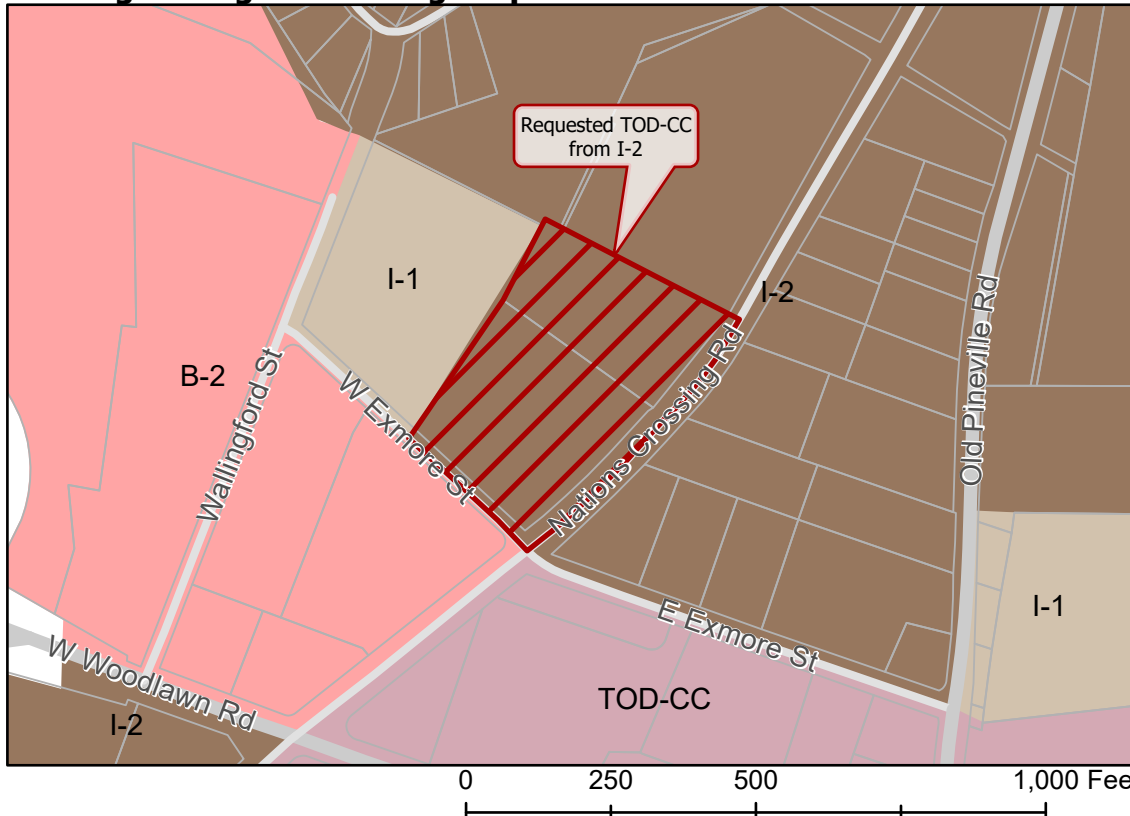 Requested TOD-CC
from I-2
I-1
I-2
B-2
Wallingford St
W Exmore St
Nations Crossing Rd
Old Pineville Rd
I-1
E Exmore St
W Woodlawn Rd
TOD-CC
I-2
0 250 500 1,000 Fee